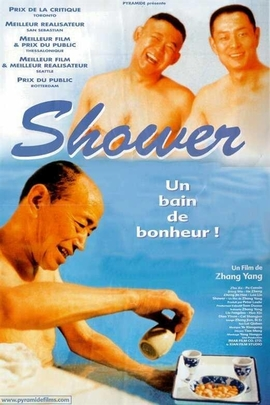 PYRAMIDE présente
PRIX DE LA CRITIQUE
TORONTO
MEILLEUR REALISATEUR
SAN SEBASTIAN
MEILLEUR FILM
& PRIX DU PUBLIC
THESSALONIQUE
MEILLEUR FILM
& MEILLEUR REALISATEUR
SEATTLE
PRIX DU PUBLIC
ROTTERDAM
Shower
Un
bain
de
bonheur !
Un Film de
Zhang Yang
www.pyramidefilms.com